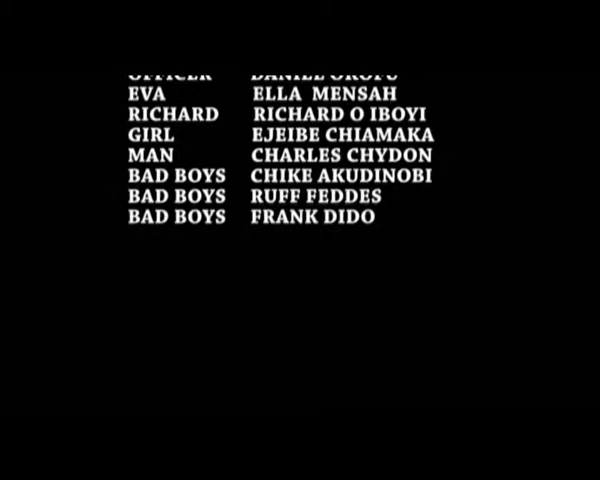 OFFICER
EVA ELLA MENSAH
RICHARD RICHARD O IBOYI
GIRL EJEIBE CHIAMAKA
MAN CHARLES CHYDON
BAD BOYS CHIKE AKUDINOBI
BAD BOYS RUFF FEDDES
BAD BOYS FRANK DIDO